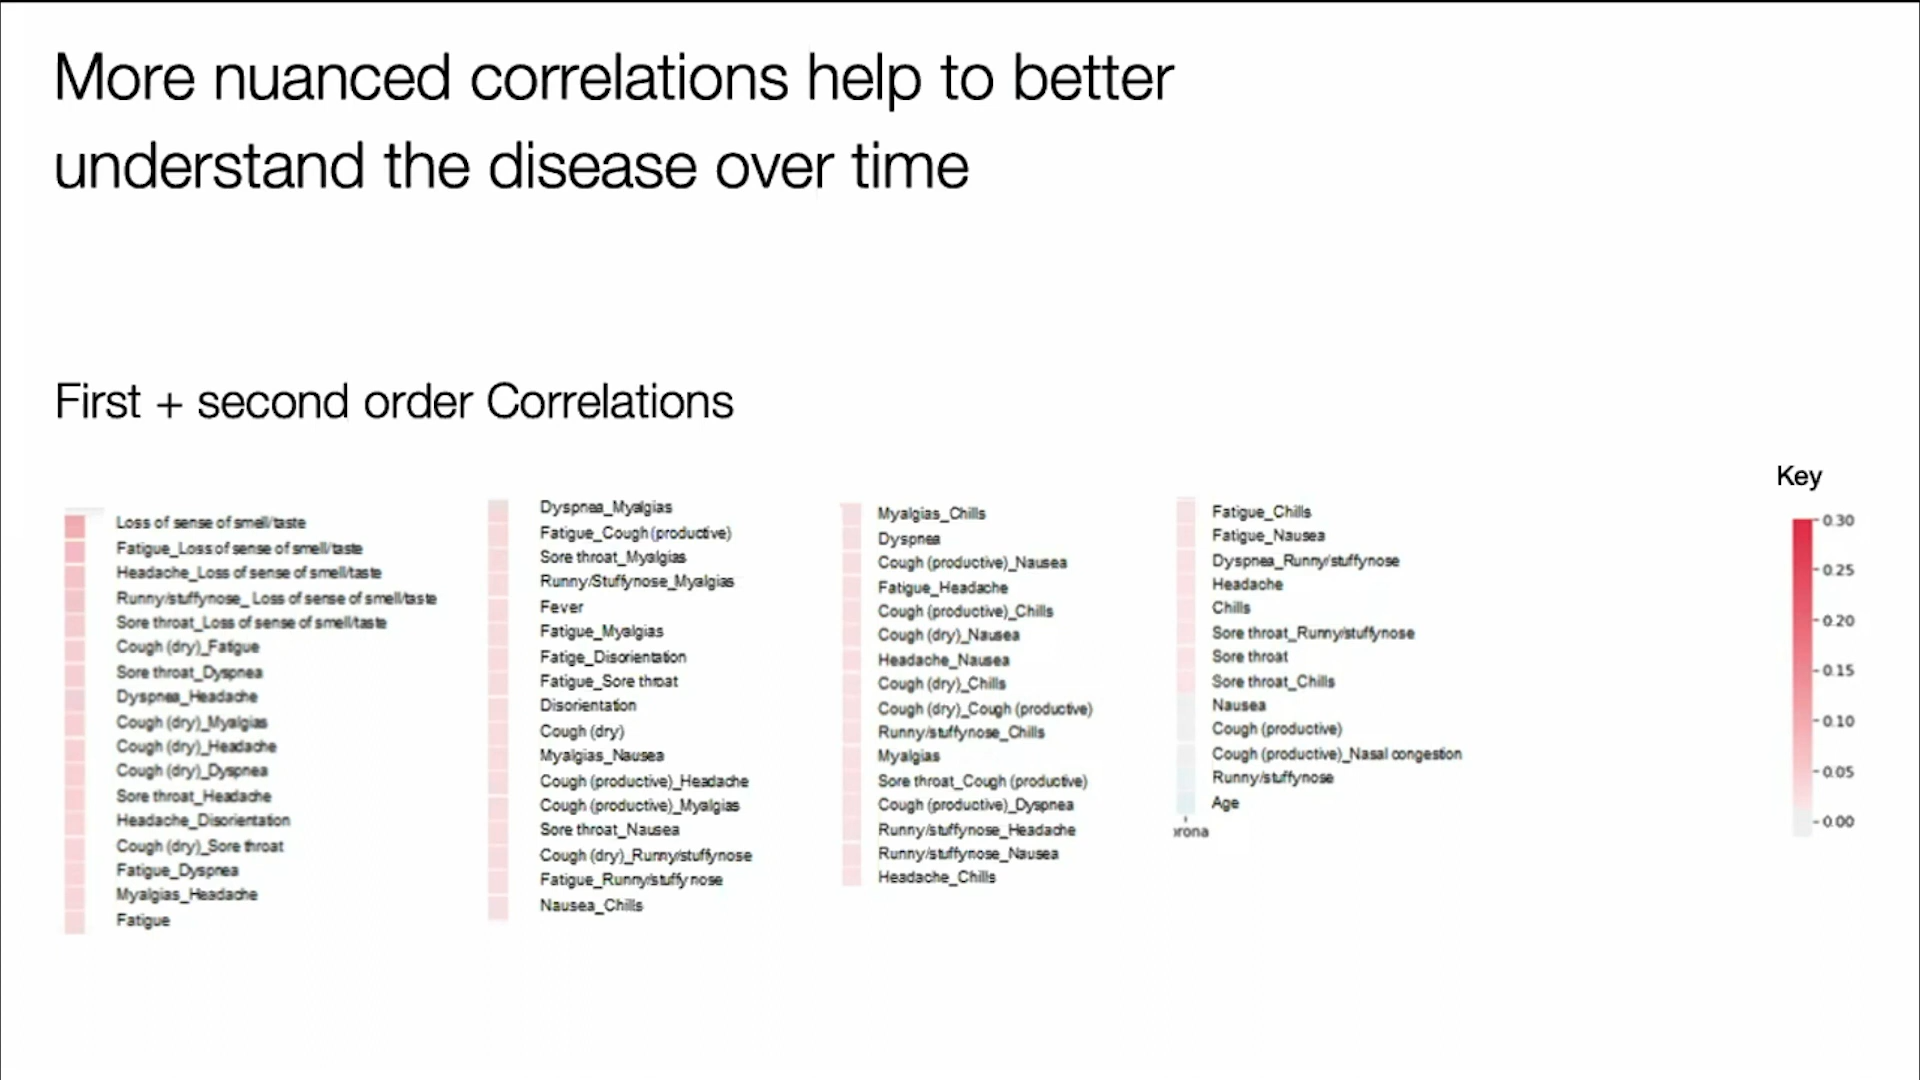 More nuanced correlations help to better
understand the disease over time
First + second order Correlations
Loss of sense of smell/taste
Fatigue_Loss of sense of smell/taste
Headache_Loss of sense of smell/taste
Runny/stuffynose_ Loss of sense of smell/taste
Sore throat_Loss of sense of smell/taste
Cough (dry)_Fatigue
Sore throat_Dyspnea
Dyspnea_Headache
Cough (dry)_Myalgias
Cough (dry)_Headache
Cough (dry)_Dyspnea
Sore throat_Headache
Headache_Disorientation
Cough (dry)_Sore throat
Fatigue_Dyspnea
Myalgias_Headache
Fatigue
Dyspnea_Myalgias
Fatigue_Cough (productive)
Sore throat_Myalgias
Runny/Stuffynose_Myalgias
Fever
Fatigue_Myalgias
Fatige_Disorientation
Fatigue_Sore throat
Disorientation
Cough (dry)
Myalgias_Nausea
Cough (productive)_Headache
Cough (productive)_Myalgias
Sore throat_Nausea
Cough (dry)_Runny/stuffynose
Fatigue_Runny/stuffy nose
Nausea_Chills
Myalgias_Chills
Dyspnea
Cough (productive)_Nausea
Fatigue_Headache
Cough (productive)_Chills
Cough (dry)_Nausea
Headache_Nausea
Cough (dry)_Chills
Cough (dry)_Cough (productive)
Runny/stuffynose_Chills
Myalgias
Sore throat_Cough (productive)
Cough (productive)_Dyspnea
Runny/stuffynose_Headache
Runny/stuffynose_Nausea
Headache_Chills
Fatigue_Chills
Fatigue_Nausea
Dyspnea_Runny/stuffynose
Headache
Chills
Sore throat_Runny/stuffynose
Sore throat
Sore throat_Chills
Nausea
Cough (productive)
Cough (productive)_Nasal congestion
Runny/stuffynose
Age
orona
Key
0.30
0.25
0.20
0.15
0.10
0.05
0.00